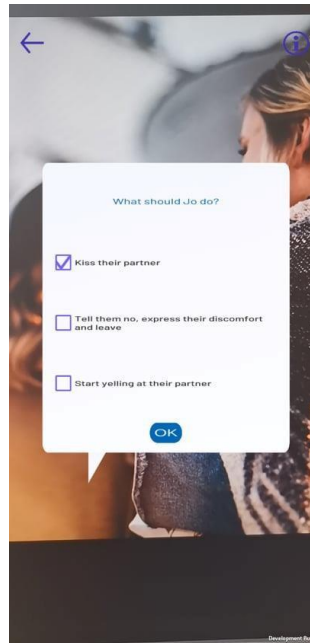 What should Jo do?
Kiss their partner
Tell them no, express their discomfort
and leave
Start yelling at their partner
OK